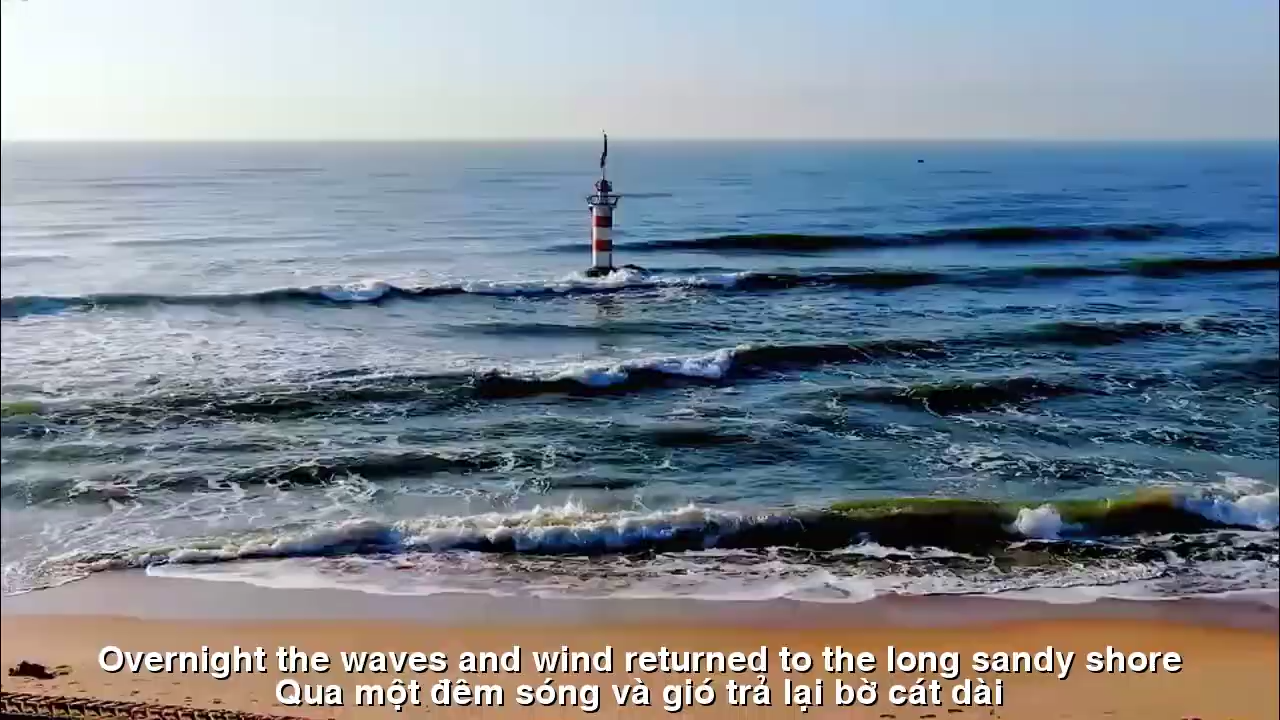 Overnight the waves and wind returned to the long sandy shore
Qua một đêm sóng và gió trả lại bờ cát dài